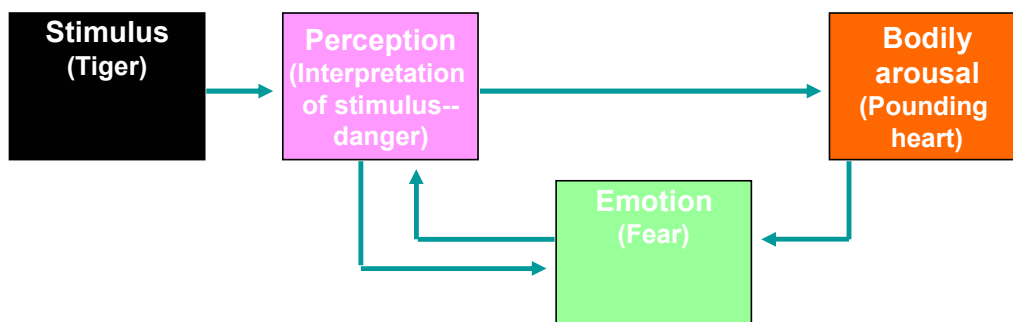 Stimulus
(Tiger)
Perception
(Interpretation
of stimulus--
danger)
Bodily
arousal
(Pounding
heart)
Emotion
(Fear)